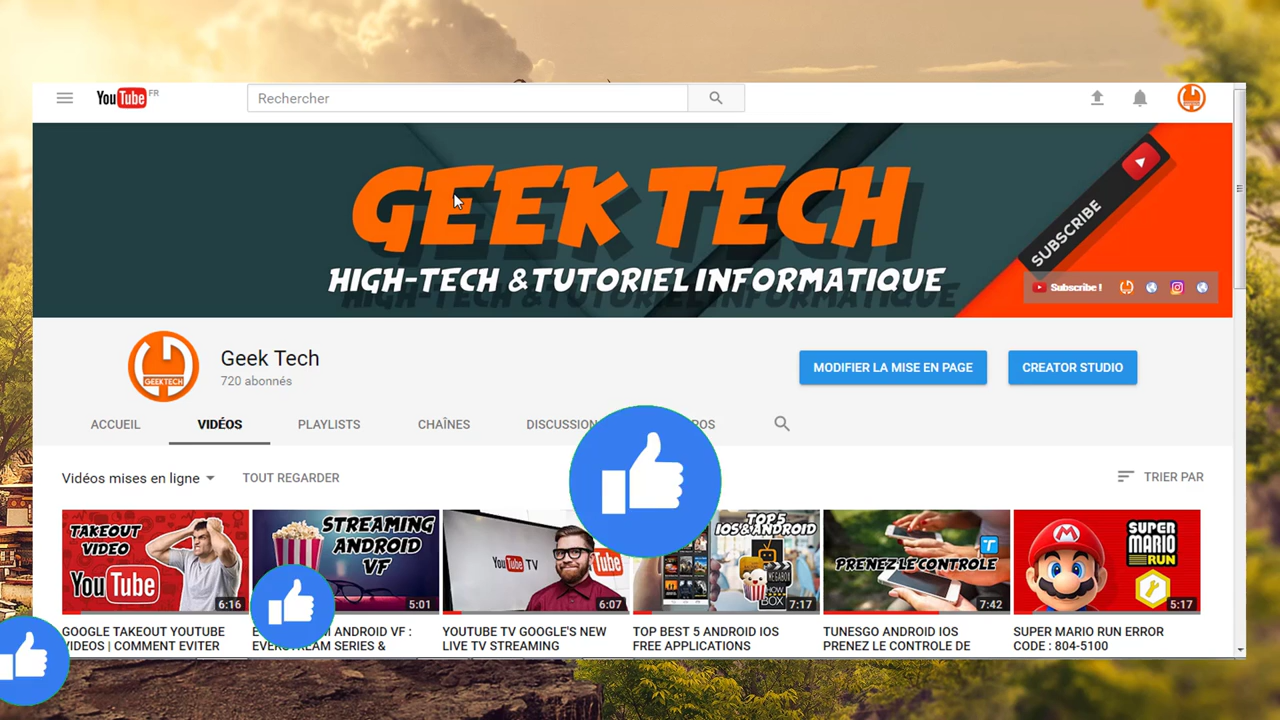 YouTube FR
Rechercher
GEEK TECH
HIGH-TECH & TUTORIEL INFORMATIQUE
SUBSCRIBE
Subscribe !
GEEKTECH
Geek Tech
720 abonnés
MODIFIER LA MISE EN PAGE
CREATOR STUDIO
ACCUEIL
VIDÉOS
PLAYLISTS
CHAÎNES
DISCUSSION
Vidéos mises en ligne
TOUT REGARDER
TRIER PAR
TAKEOUT
VIDEO
YouTube
6:16
STREAMING
ANDROID
VF
5:01
YouTube TV
Tube
6:07
TOP 5
IOS & ANDROID
MEGABOX
SHOW
BOX
7:17
PRENEZ LE CONTROLE
7:42
SUPER
MARIO
RUN
5:17
GOOGLE TAKEOUT YOUTUBE
VIDEOS | COMMENT EVITER
ANDROID VF :
SERIES &
YOUTUBE TV GOOGLE'S NEW
LIVE TV STREAMING
TOP BEST 5 ANDROID IOS
FREE APPLICATIONS
TUNESGO ANDROID IOS
PRENEZ LE CONTROLE DE
SUPER MARIO RUN ERROR
CODE : 804-5100